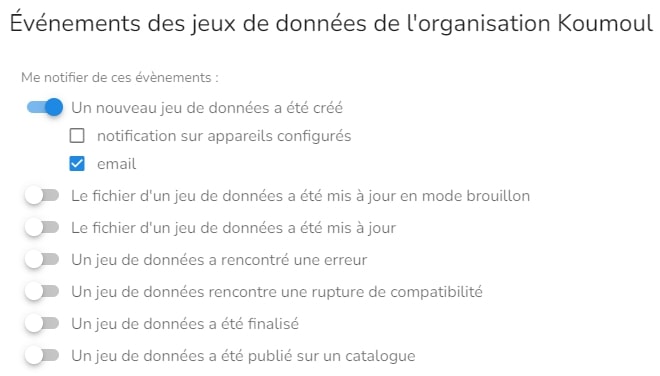 Événements des jeux de données de l'organisation Koumoul
Me notifier de ces évènements :
Un nouveau jeu de données a été créé
notification sur appareils configurés
email
Le fichier d'un jeu de données a été mis à jour en mode brouillon
Le fichier d'un jeu de données a été mis à jour
Un jeu de données a rencontré une erreur
Un jeu de données rencontre une rupture de compatibilité
Un jeu de données a été finalisé
Un jeu de données a été publié sur un catalogue